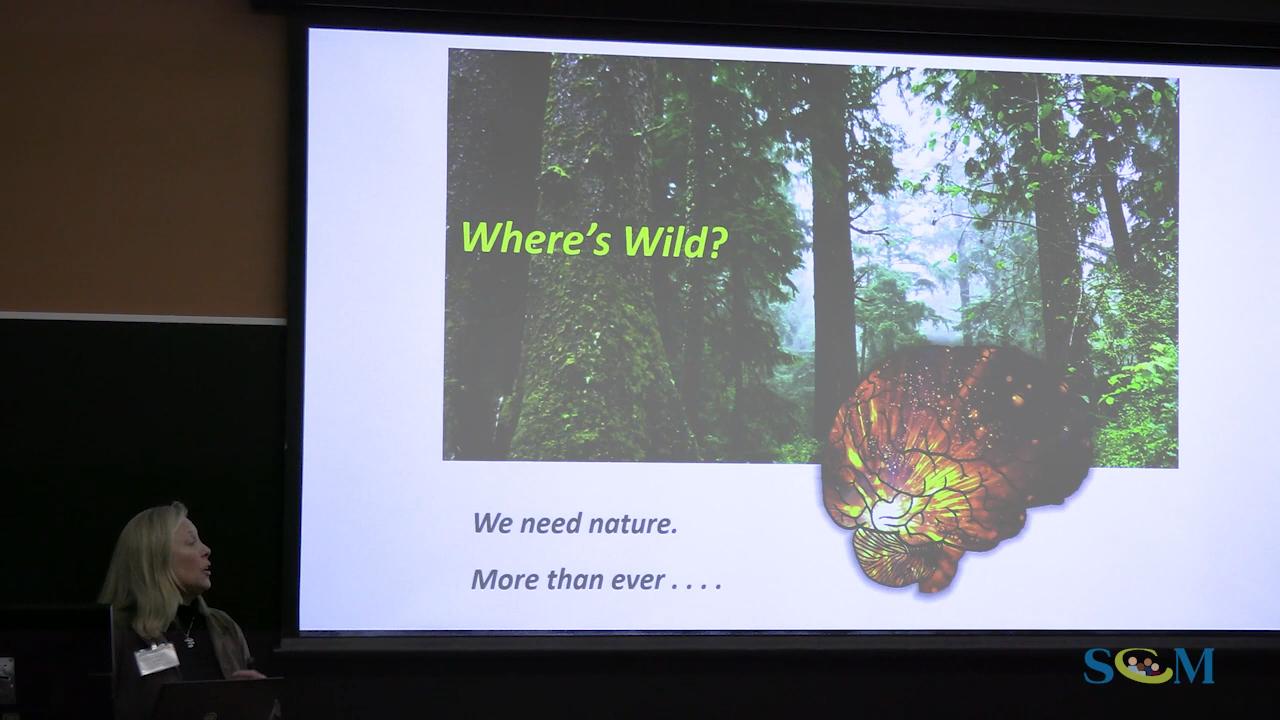 Where's Wild?
We need nature.
More than ever . . . .
SCM